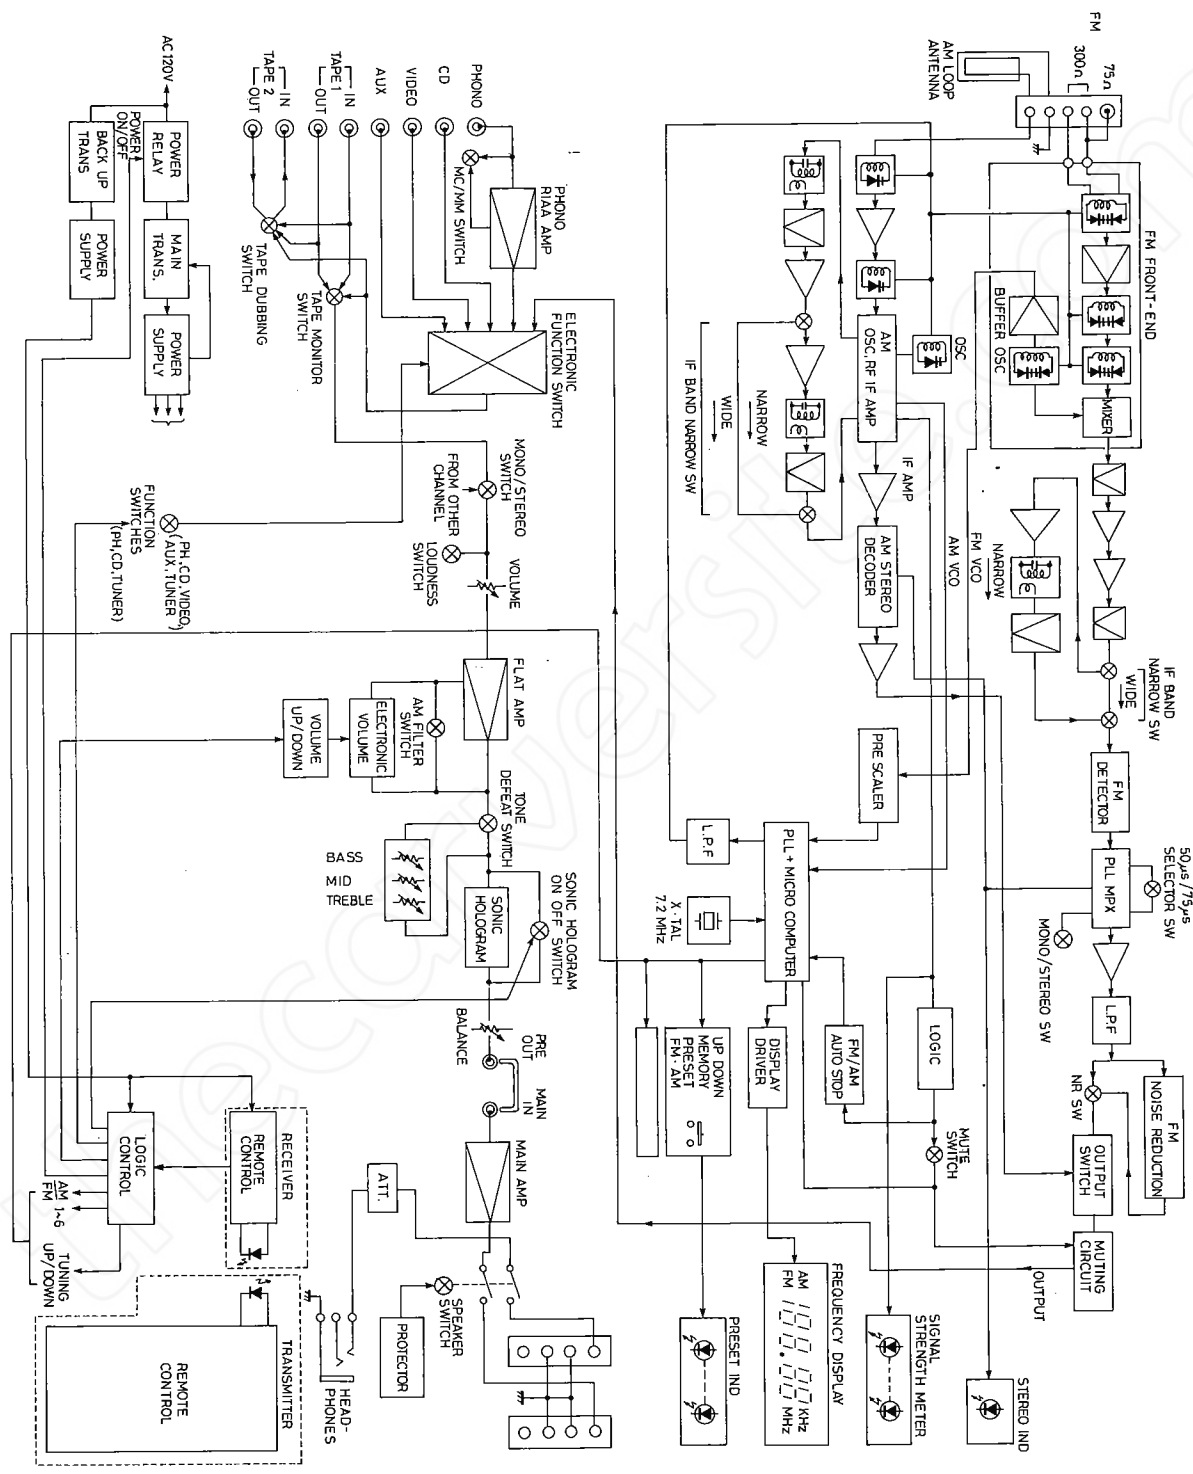 FM
75Ω
300Ω
AM LOOP
ANTENNA
FM FRONT-END
BUFFER
OSC
MIXER
NARROW
IF BAND
NARROW SW
WIDE
FM
DETECTOR
50μs/75μs
SELECTOR SW
PLL MPX
MONO/STEREO SW
L.P.F
FM
NOISE REDUCTION
NR SW
OUTPUT
SWITCH
MUTING
CIRCUIT
OUTPUT
STEREO IND
OSC
AM
OSC, RF IF AMP
IF AMP
AM STEREO
DECODER
FM VCO
AM VCO
NARROW
WIDE
IF BAND NARROW SW
PRE SCALER
L.P.F
PLL + MICRO COMPUTER
X·TAL
7.2 MHz
LOGIC
FM/AM
AUTO STOP
MUTE
SWITCH
DISPLAY
DRIVER
UP DOWN
MEMORY
PRESET
FM·AM
SIGNAL
STRENGTH METER
FREQUENCY DISPLAY
AM
FM
188.88
KHz
MHz
PRESET IND
PHONO
CD
VIDEO
AUX
IN
TAPE 1
OUT
IN
TAPE 2
OUT
PHONO
RIAA AMP
MC/MM SWITCH
ELECTRONIC
FUNCTION SWITCH
TAPE MONITOR
SWITCH
TAPE DUBBING
SWITCH
MONO/STEREO
SWITCH
FROM OTHER
CHANNEL
LOUDNESS
SWITCH
VOLUME
FLAT AMP
AM FILTER
SWITCH
ELECTRONIC
VOLUME
VOLUME
UP/DOWN
TONE
DEFEAT SWITCH
BASS
MID
TREBLE
SONIC
HOLOGRAM
SONIC HOLOGRAM
ON OFF SWITCH
BALANCE
PRE
OUT
MAIN
IN
MAIN AMP
ATT.
SPEAKER
SWITCH
PROTECTOR
HEAD-
PHONES
(PH, CD, VIDEO,
AUX, TUNER)
FUNCTION
SWITCHES
(PH, CD, TUNER)
AC 120V
POWER
RELAY
POWER
ON/OFF
BACK UP
TRANS
MAIN
TRANS.
POWER
SUPPLY
POWER
SUPPLY
LOGIC
CONTROL
RECEIVER
REMOTE
CONTROL
AM
FM
1~6
TUNING
UP/DOWN
TRANSMITTER
REMOTE
CONTROL
thecarversite.com